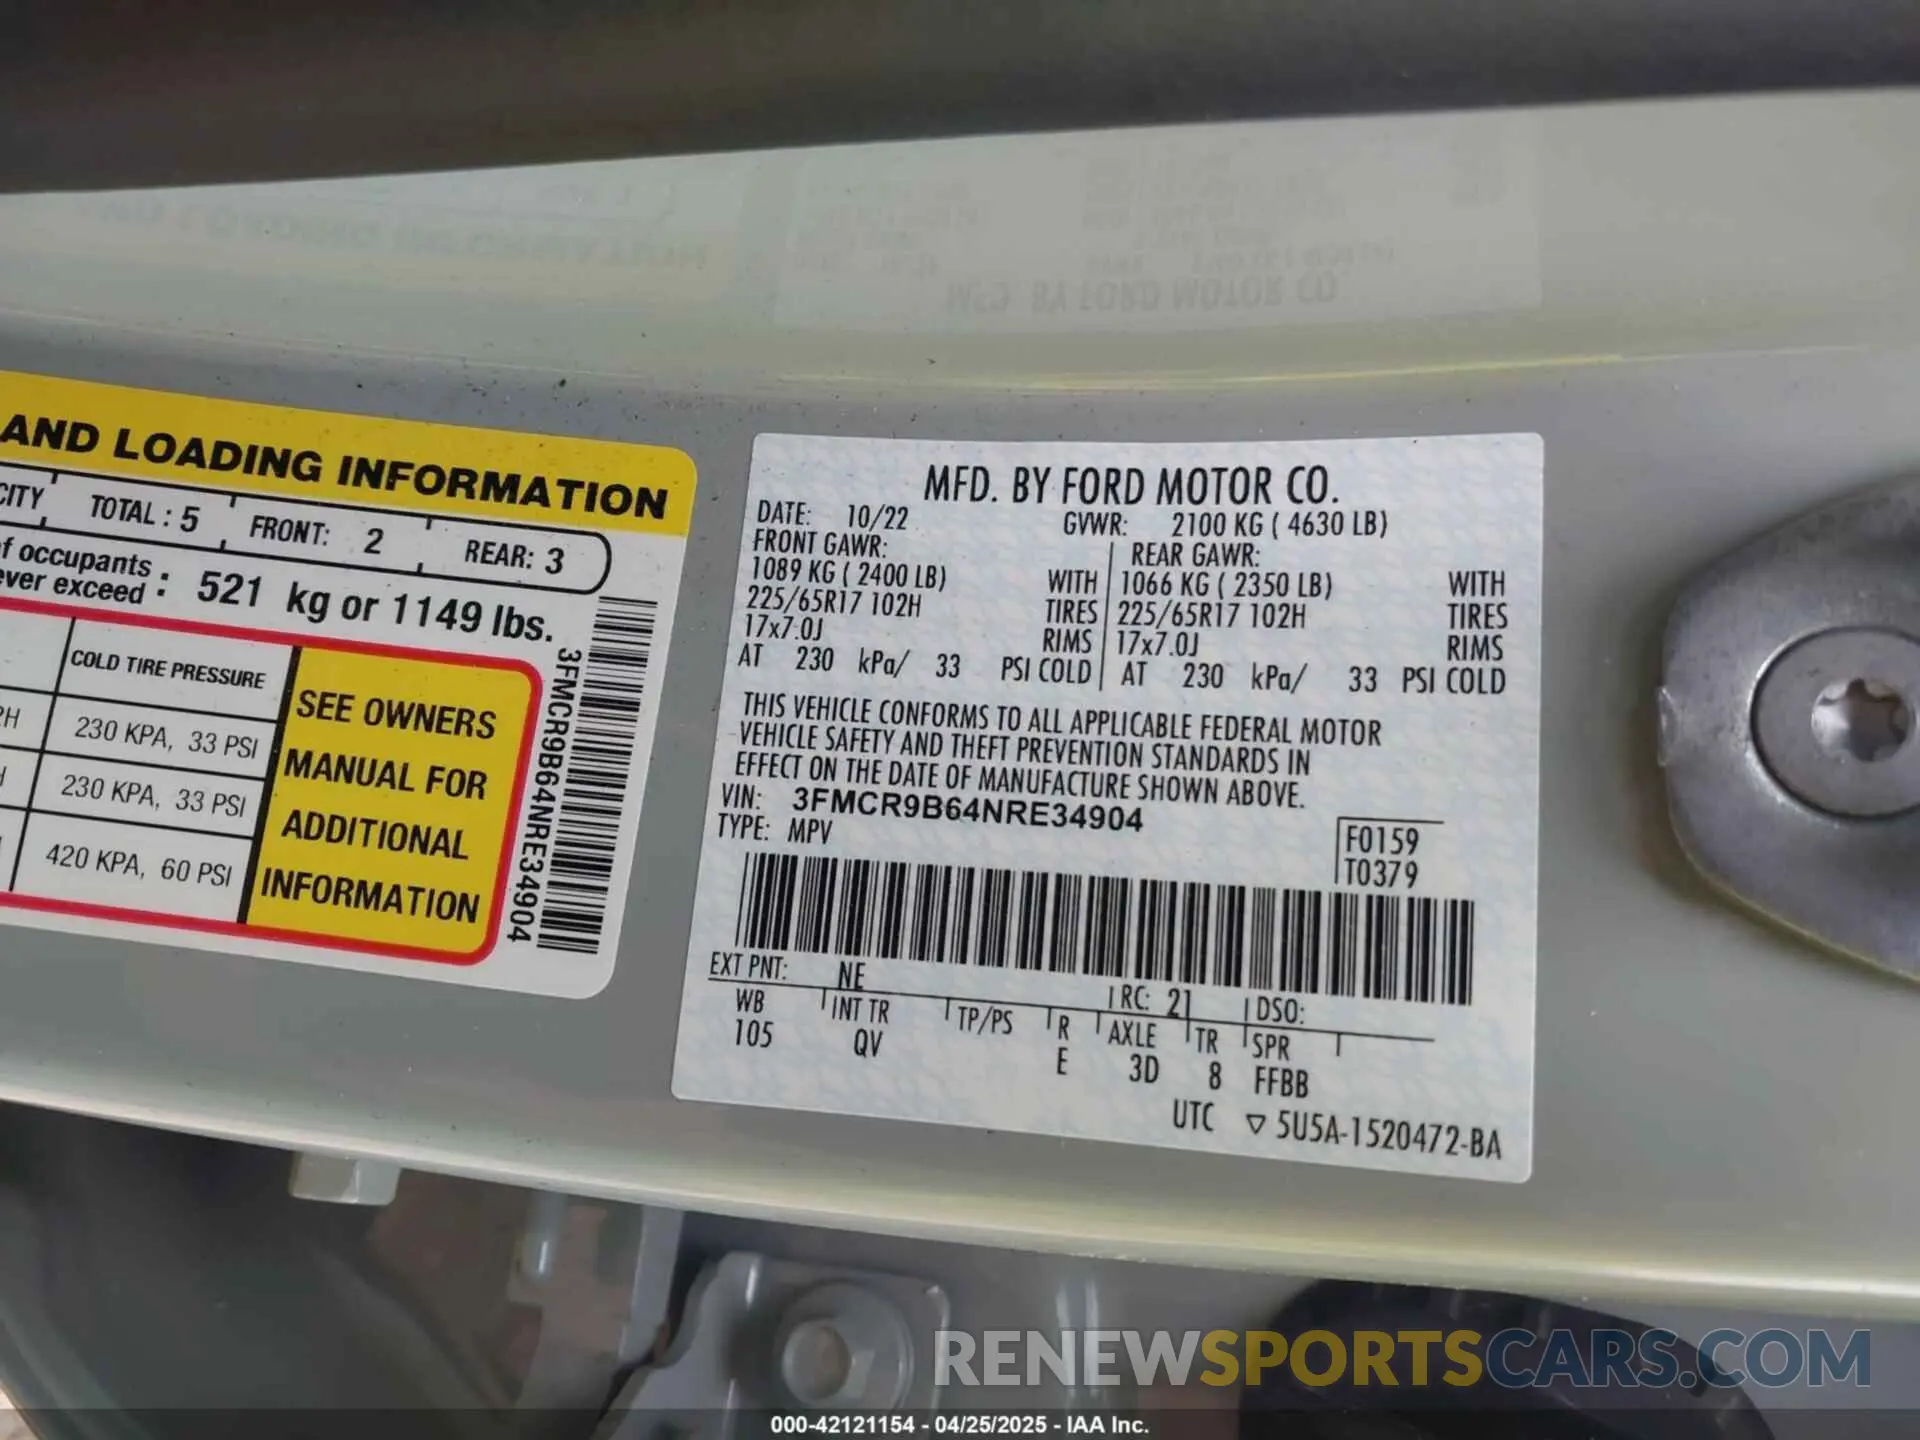 AND LOADING INFORMATION
CITY TOTAL : 5 FRONT: 2 REAR: 3
f occupants
ever exceed : 521 kg or 1149 lbs.
COLD TIRE PRESSURE
230 KPA, 33 PSI
230 KPA, 33 PSI
420 KPA, 60 PSI
SEE OWNERS
MANUAL FOR
ADDITIONAL
INFORMATION
3FMCR9B64NRE34904
MFD. BY FORD MOTOR CO.
DATE: 10/22 GVWR: 2100 KG ( 4630 LB)
FRONT GAWR: REAR GAWR:
1089 KG ( 2400 LB) WITH 1066 KG ( 2350 LB) WITH
225/65R17 102H TIRES 225/65R17 102H TIRES
17x7.0J RIMS 17x7.0J RIMS
AT 230 kPa/ 33 PSI COLD AT 230 kPa/ 33 PSI COLD
THIS VEHICLE CONFORMS TO ALL APPLICABLE FEDERAL MOTOR
VEHICLE SAFETY AND THEFT PREVENTION STANDARDS IN
EFFECT ON THE DATE OF MANUFACTURE SHOWN ABOVE.
VIN: 3FMCR9B64NRE34904
TYPE: MPV
F0159
T0379
EXT PNT: NE RC: 21 DSO:
WB INT TR TP/PS R AXLE TR SPR
105 QV E 3D 8 FFBB
UTC ▽ 5U5A-1520472-BA
RENEWSPORTSCARS.COM
000-42121154 - 04/25/2025 - IAA Inc.